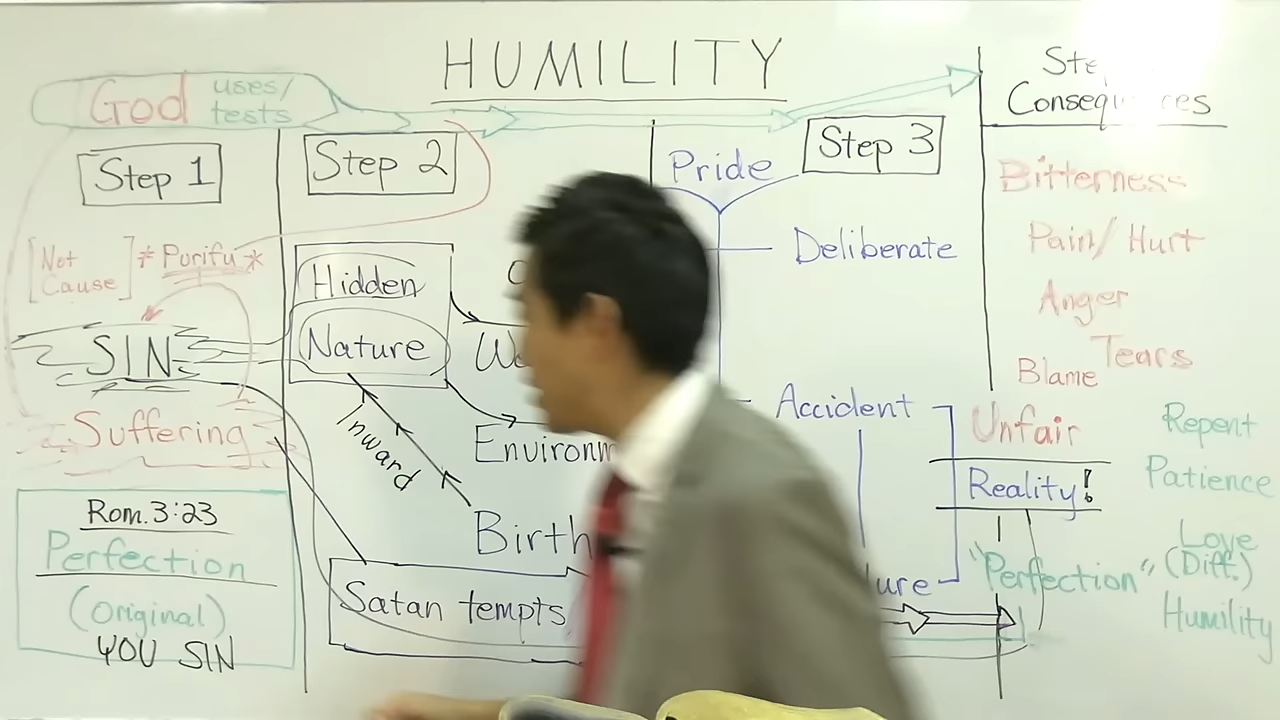 HUMILITY
God uses/
tests
Step 1
[Not
Cause] ≠ Purify *
SIN
Suffering
Rom. 3:23
Perfection
(Original)
YOU SIN
Step 2
Hidden
Nature
Inward
Birth
Satan tempts
Pride
Step 3
Deliberate
Accident
Consequences
Bitterness
Pain/Hurt
Anger
Tears
Blame
Unfair
Reality!
"Perfection"
Repent
Patience
Love
(Diff.)
Humility